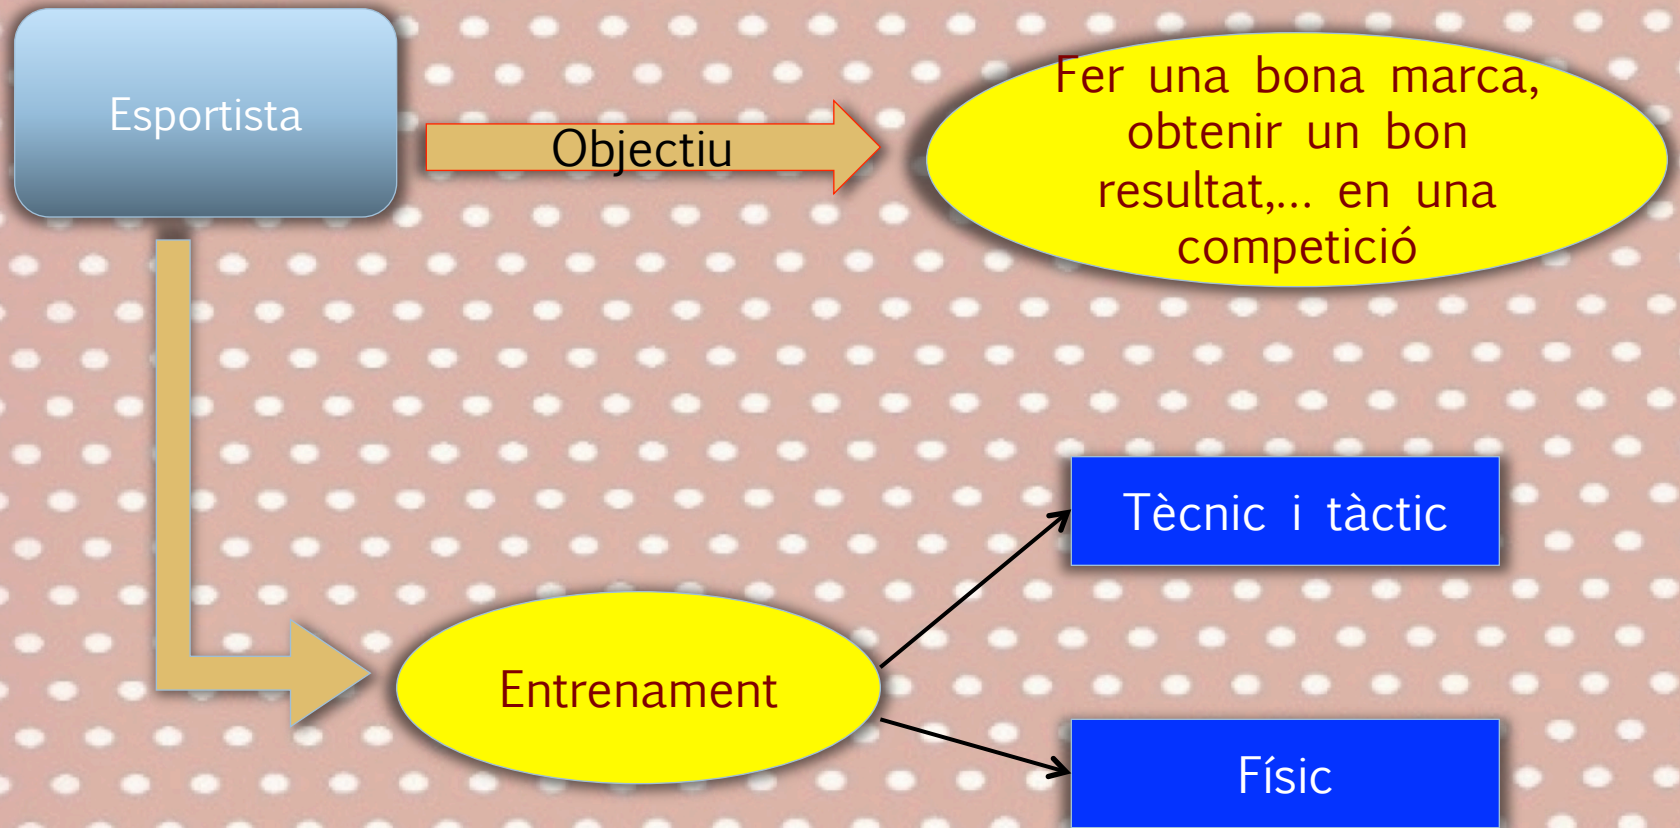 Esportista
Objectiu
Fer una bona marca,
obtenir un bon
resultat,... en una
competició
Tècnic i tàctic
Entrenament
Físic